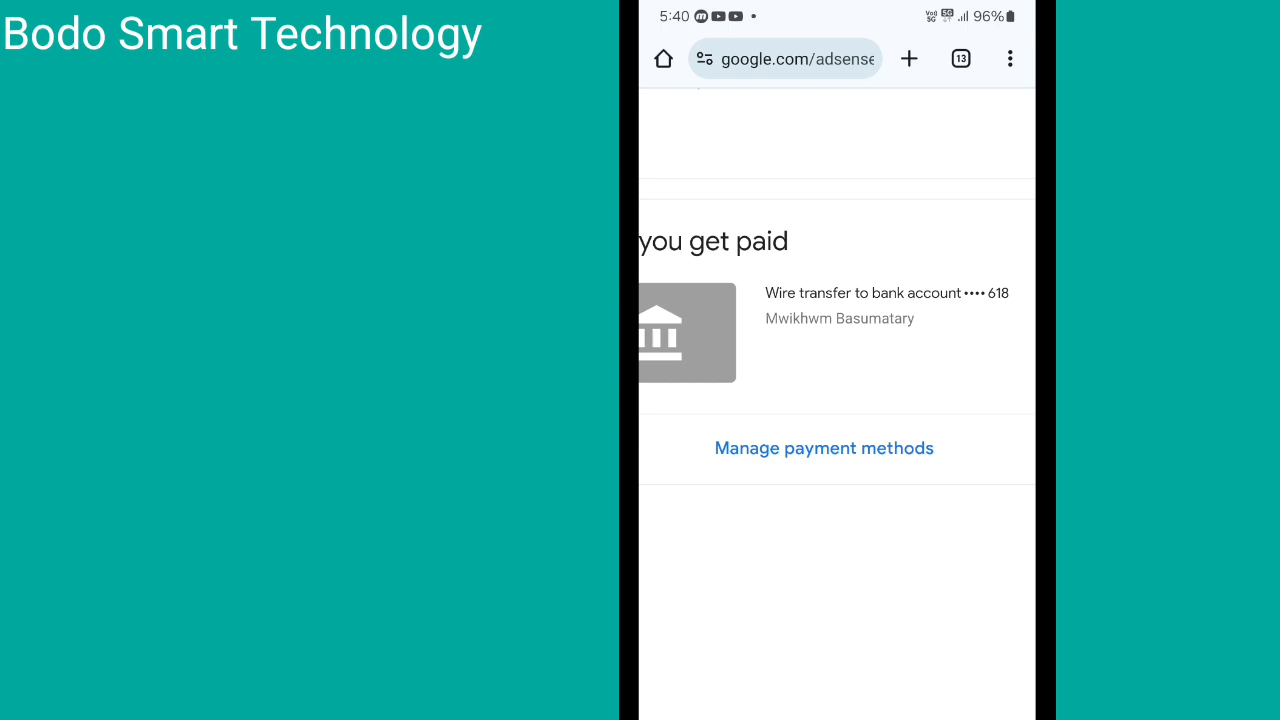 Bodo Smart Technology
5:40 96%
google.com/adsense 13
you get paid
Wire transfer to bank account •••• 618
Mwikhwm Basumatary
Manage payment methods